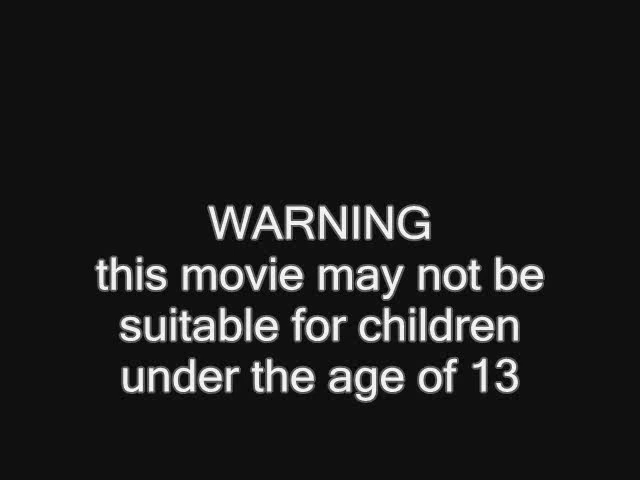 WARNING
this movie may not be
suitable for children
under the age of 13